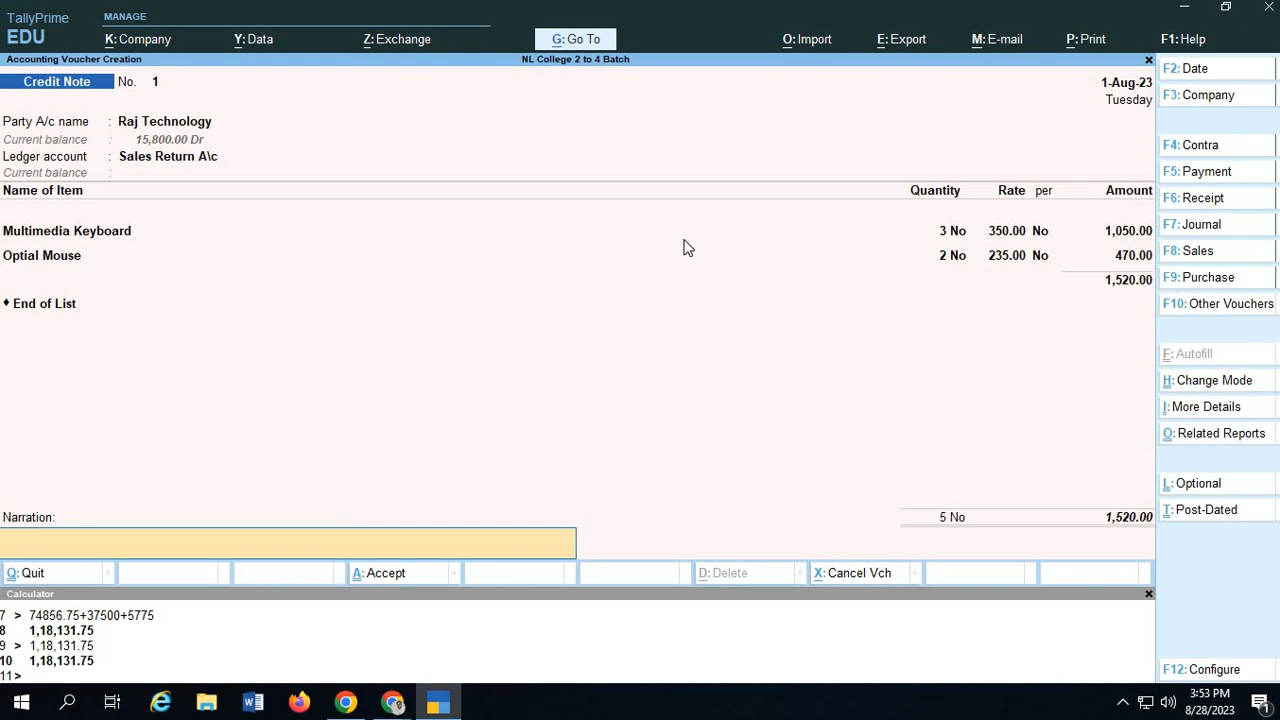 TallyPrime
EDU
MANAGE
K: Company
Y: Data
Z: Exchange
G: Go To
O: Import
E: Export
M: E-mail
P: Print
F1: Help
Accounting Voucher Creation
NL College 2 to 4 Batch
Credit Note No. 1
1-Aug-23
Tuesday
Party A/c name : Raj Technology
Current balance : 15,800.00 Dr
Ledger account : Sales Return A\c
Current balance :
Name of Item Quantity Rate per Amount
Multimedia Keyboard 3 No 350.00 No 1,050.00
Optial Mouse 2 No 235.00 No 470.00
1,520.00
♦ End of List
Narration: 5 No 1,520.00
Q: Quit
A: Accept
D: Delete
X: Cancel Vch
F2: Date
F3: Company
F4: Contra
F5: Payment
F6: Receipt
F7: Journal
F8: Sales
F9: Purchase
F10: Other Vouchers
F: Autofill
H: Change Mode
I: More Details
O: Related Reports
L: Optional
T: Post-Dated
F12: Configure
Calculator
7 > 74856.75+37500+5775
8 1,18,131.75
9 > 1,18,131.75
10 1,18,131.75
11 >
3:53 PM
8/28/2023
1